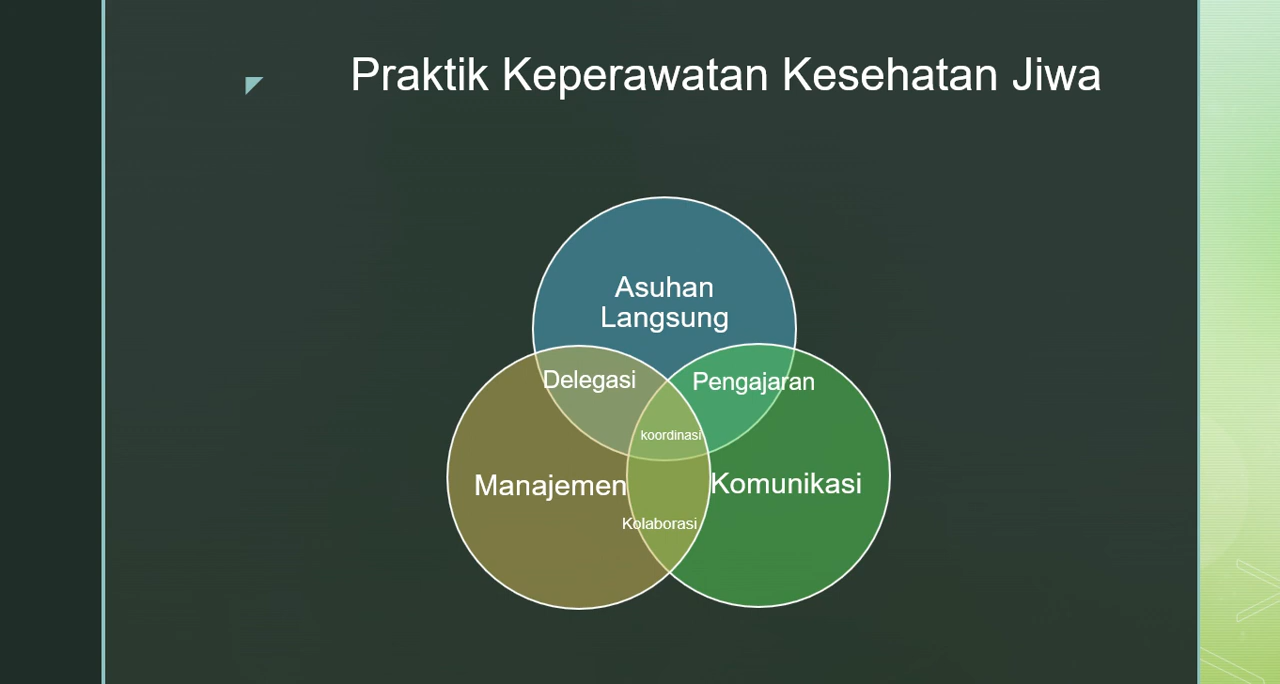 Praktik Keperawatan Kesehatan Jiwa
Asuhan
Langsung
Delegasi
Pengajaran
koordinasi
Manajemen
Komunikasi
Kolaborasi